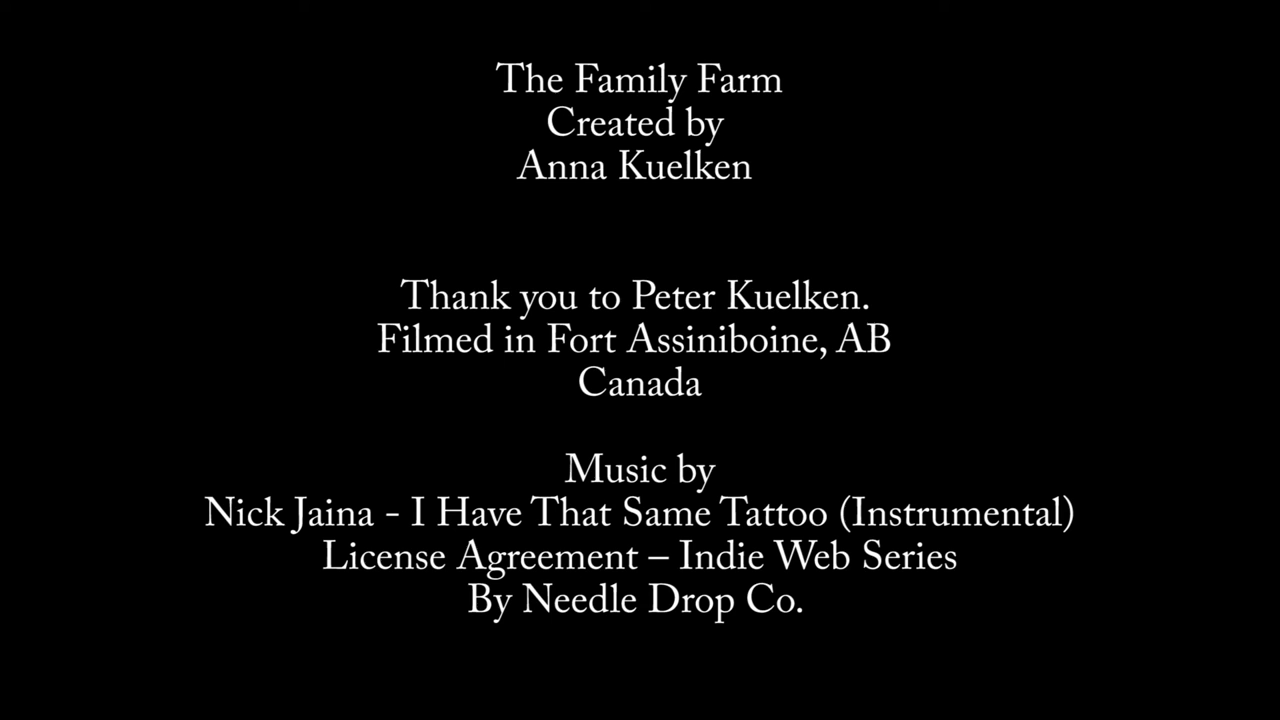 The Family Farm
Created by
Anna Kuelken
Thank you to Peter Kuelken.
Filmed in Fort Assiniboine, AB
Canada
Music by
Nick Jaina - I Have That Same Tattoo (Instrumental)
License Agreement – Indie Web Series
By Needle Drop Co.